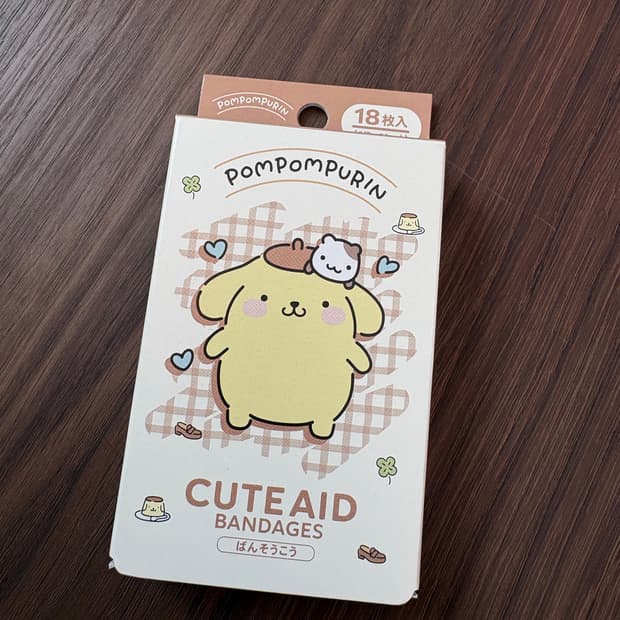 POMPOMPURIN
18枚入
POMPOMPURIN
CUTE AID
BANDAGES
ばんそうこう